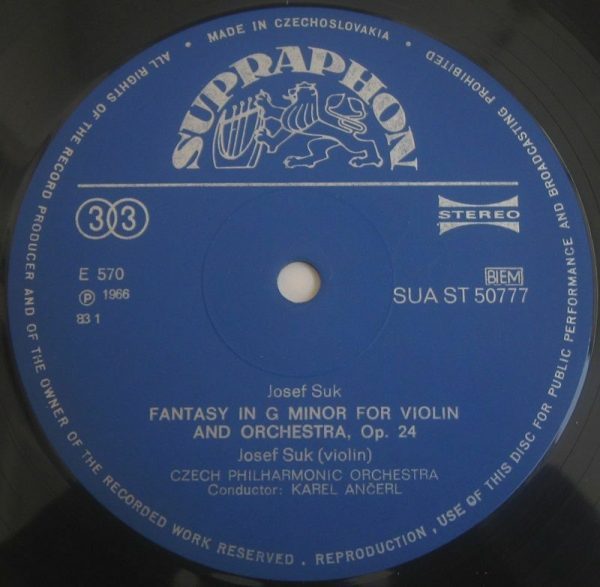 ALL RIGHTS OF THE RECORD PRODUCER AND OF THE OWNER OF THE RECORDED WORK RESERVED . REPRODUCTION, USE OF THIS DISC FOR PUBLIC PERFORMANCE AND BROADCASTING PROHIBITED
• MADE IN CZECHOSLOVAKIA •
SUPRAPHON
33
STEREO
E 570
℗ 1966
83 1
BIEM
SUA ST 50777
Josef Suk
FANTASY IN G MINOR FOR VIOLIN
AND ORCHESTRA, Op. 24
Josef Suk (violin)
CZECH PHILHARMONIC ORCHESTRA
Conductor: KAREL ANČERL